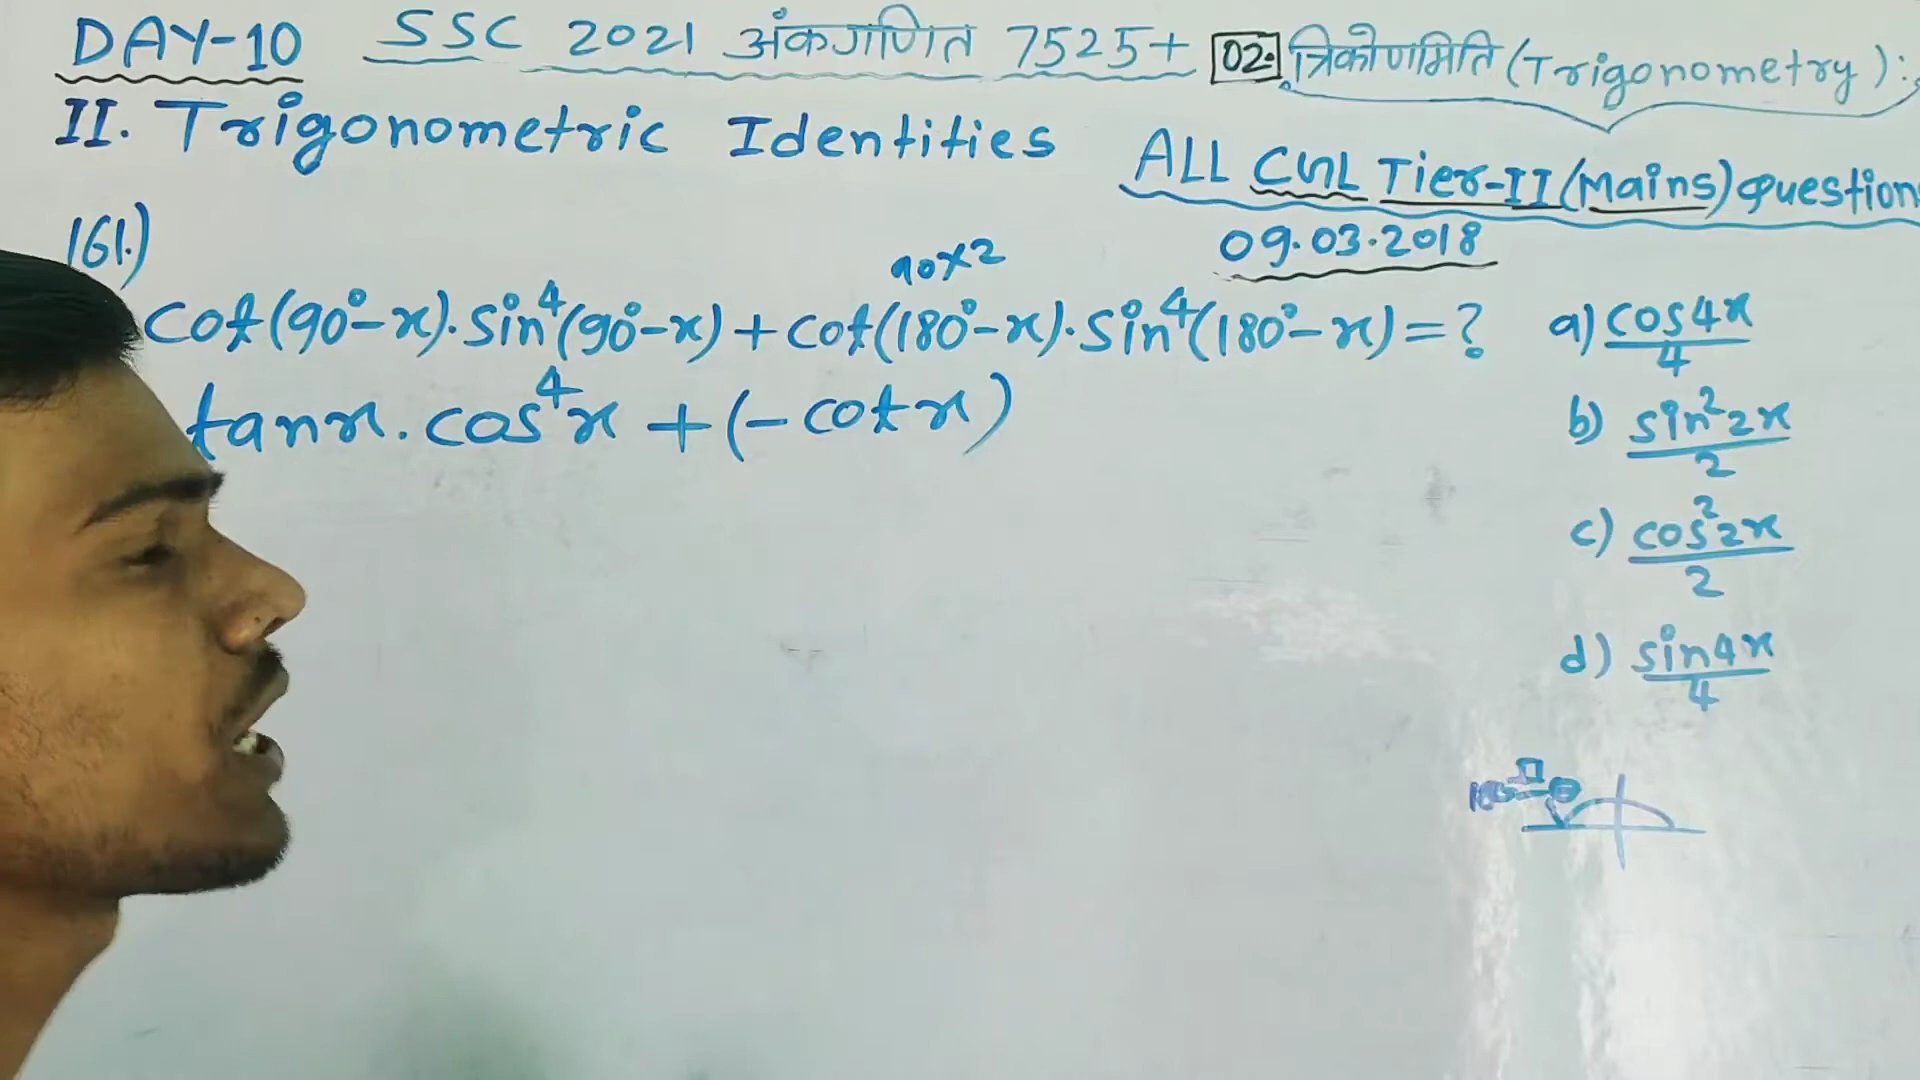 DAY-10 SSC 2021 अंकगणित 7525+ 02. त्रिकोणमिति (Trigonometry):
II. Trigonometric Identities
ALL CGL Tier-II (Mains) Question
09.03.2018
161.)
90×2
cot(90°-x).sin⁴(90°-x)+cot(180°-x).sin⁴(180°-x)=?
tanx.cos⁴x+(-cotx)
a) cos4x/4
b) sin²2x/2
c) cos²2x/2
d) sin4x/4